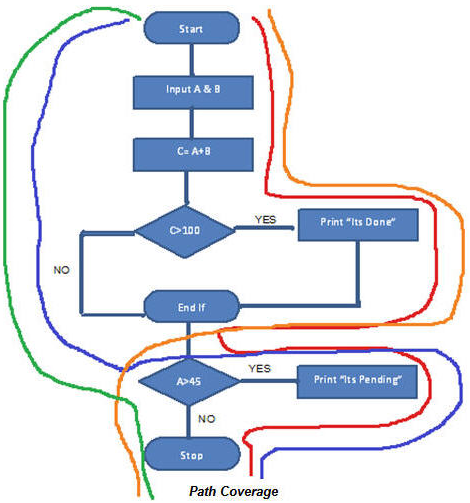 Start
Input A & B
C= A+B
C>100
YES
Print "Its Done"
NO
End If
A>45
YES
Print "Its Pending"
NO
Stop
Path Coverage